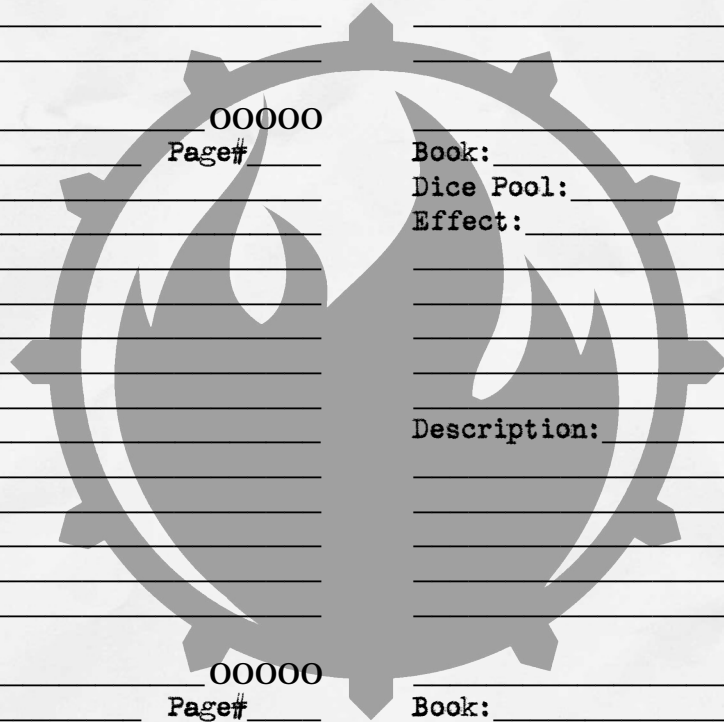 OOOOO
Page#
Book:
Dice Pool:
Effect:
Description:
OOOOO
Page#
Book: